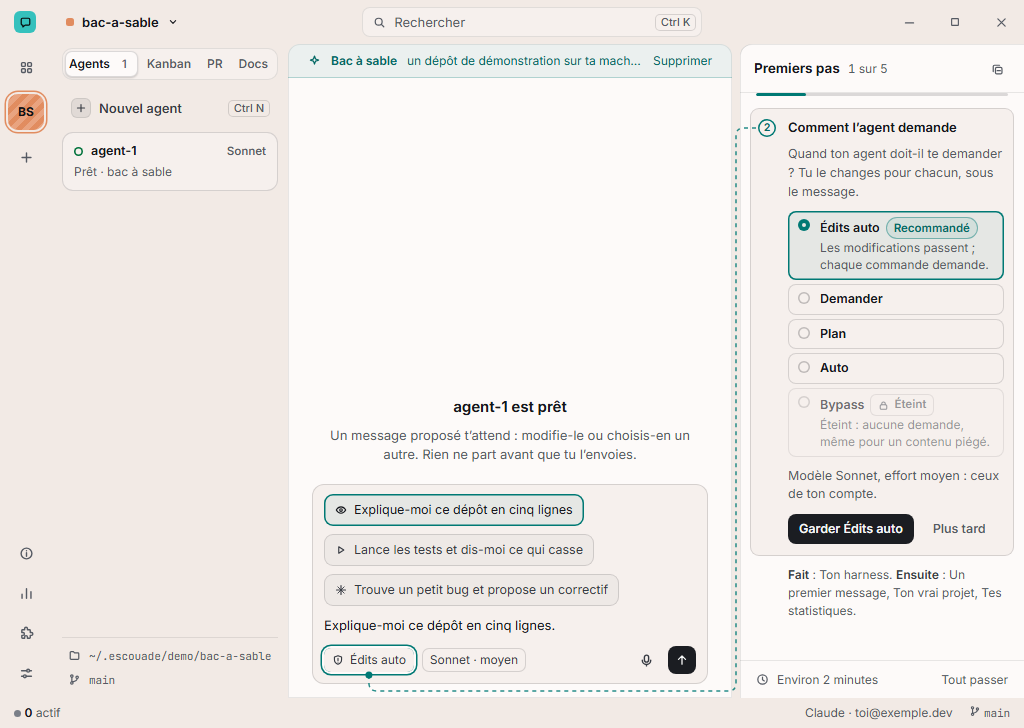 bac-a-sable
Rechercher
Ctrl K
Agents 1 Kanban PR Docs
BS
Nouvel agent
Ctrl N
agent-1
Sonnet
Prêt · bac à sable
~/.escouade/demo/bac-a-sable
main
0 actif
Bac à sable un dépôt de démonstration sur ta mach... Supprimer
agent-1 est prêt
Un message proposé t’attend : modifie-le ou choisis-en un
autre. Rien ne part avant que tu l’envoies.
Explique-moi ce dépôt en cinq lignes
Lance les tests et dis-moi ce qui casse
Trouve un petit bug et propose un correctif
Explique-moi ce dépôt en cinq lignes.
Édits auto
Sonnet · moyen
Premiers pas 1 sur 5
2 Comment l’agent demande
Quand ton agent doit-il te demander
? Tu le changes pour chacun, sous
le message.
Édits auto Recommandé
Les modifications passent ;
chaque commande demande.
Demander
Plan
Auto
Bypass Éteint
Éteint : aucune demande,
même pour un contenu piégé.
Modèle Sonnet, effort moyen : ceux
de ton compte.
Garder Édits auto
Plus tard
Fait : Ton harness. Ensuite : Un
premier message, Ton vrai projet, Tes
statistiques.
Environ 2 minutes
Tout passer
Claude · toi@exemple.dev
main